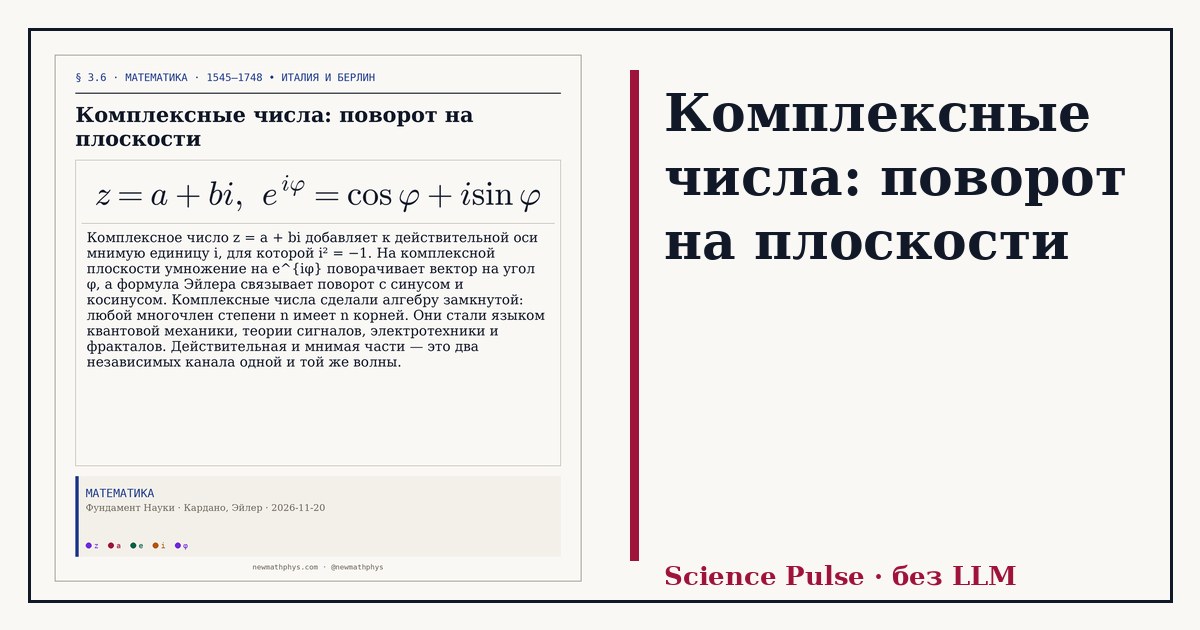 § 3.6 · МАТЕМАТИКА · 1545—1748 • ИТАЛИЯ И БЕРЛИН
Комплексные числа: поворот на
плоскости
z = a + bi, e^{iφ} = cos φ + i sin φ
Комплексное число z = a + bi добавляет к действительной оси
мнимую единицу i, для которой i² = −1. На комплексной
плоскости умножение на e^{iφ} поворачивает вектор на угол
φ, а формула Эйлера связывает поворот с синусом и
косинусом. Комплексные числа сделали алгебру замкнутой:
любой многочлен степени n имеет n корней. Они стали языком
квантовой механики, теории сигналов, электротехники и
фракталов. Действительная и мнимая части — это два
независимых канала одной и той же волны.
МАТЕМАТИКА
Фундамент Науки · Кардано, Эйлер · 2026-11-20
z a e i φ
newmathphys.com · @newmathphys
Комплексные
числа: поворот
на плоскости
Science Pulse · без LLM